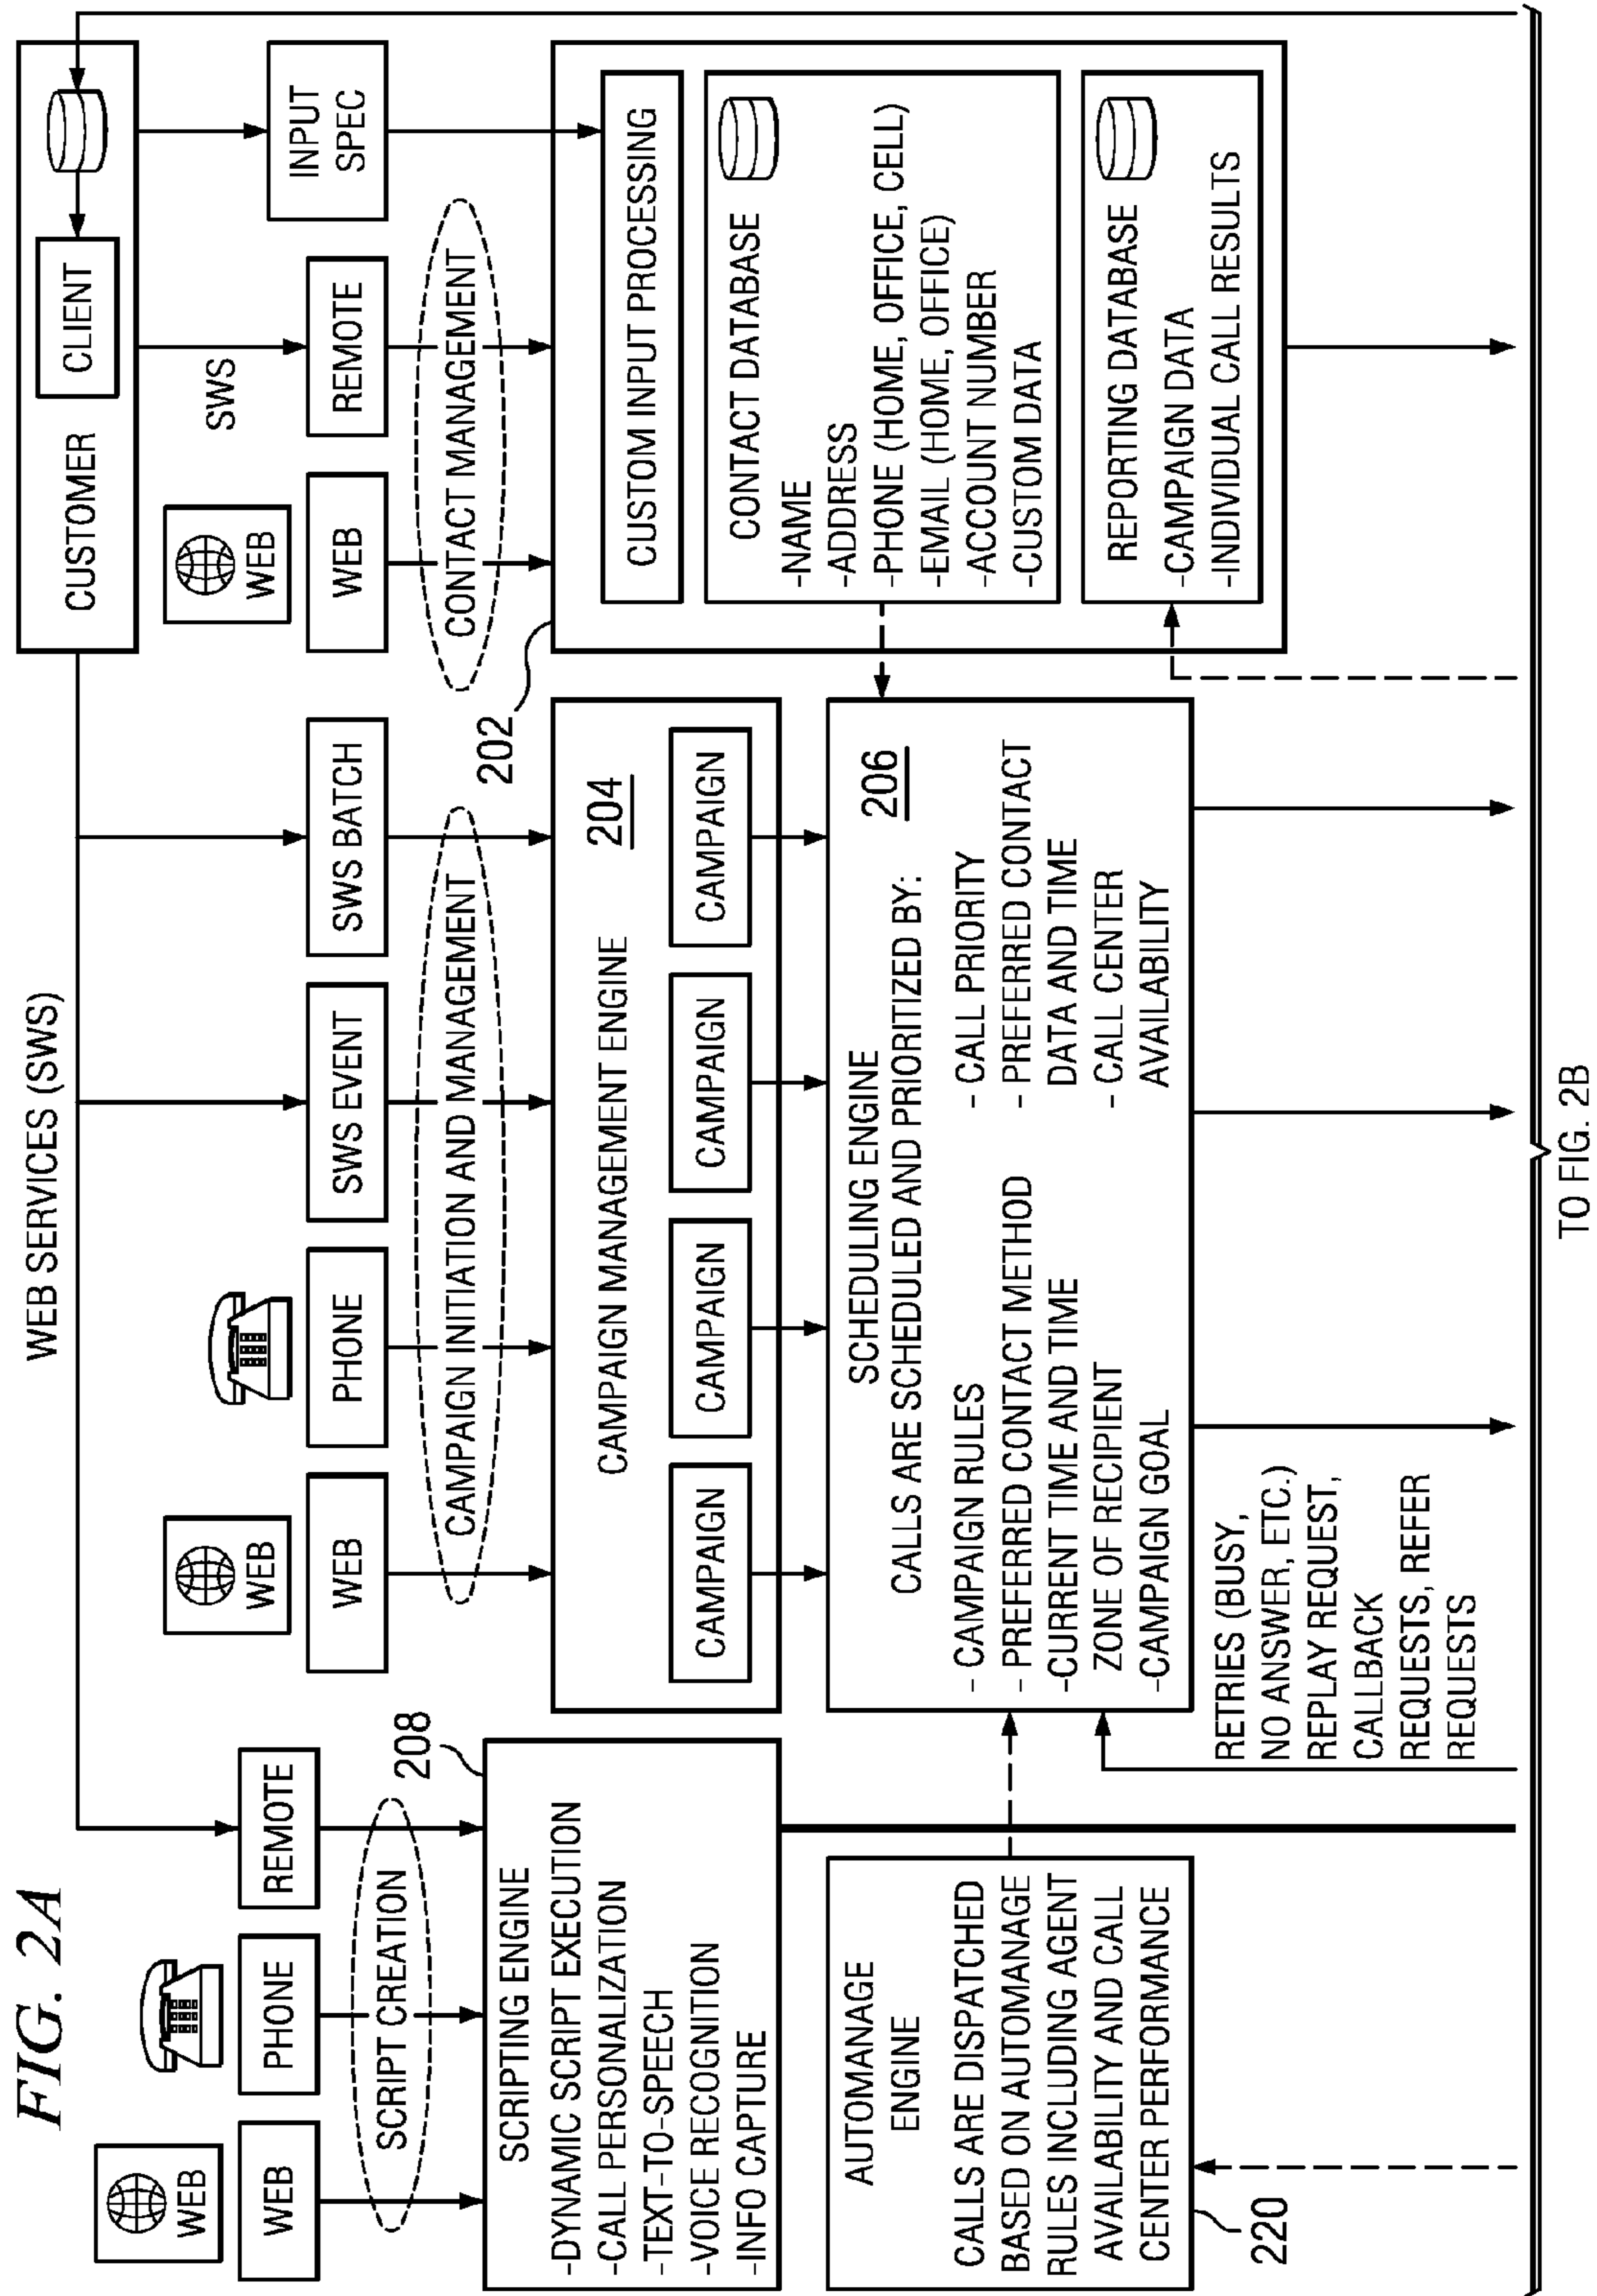 FIG. 2A
WEB SERVICES (SWS)
CUSTOMER
CLIENT
WEB
WEB
PHONE
REMOTE
SCRIPT CREATION
WEB
WEB
PHONE
SWS EVENT
SWS BATCH
CAMPAIGN INITIATION AND MANAGEMENT
WEB
WEB
SWS
REMOTE
INPUT
SPEC
CONTACT MANAGEMENT
208
SCRIPTING ENGINE
-DYNAMIC SCRIPT EXECUTION
-CALL PERSONALIZATION
-TEXT-TO-SPEECH
-VOICE RECOGNITION
-INFO CAPTURE
204
CAMPAIGN MANAGEMENT ENGINE
CAMPAIGN
CAMPAIGN
CAMPAIGN
CAMPAIGN
202
CUSTOM INPUT PROCESSING
CONTACT DATABASE
-NAME
-ADDRESS
-PHONE (HOME, OFFICE, CELL)
-EMAIL (HOME, OFFICE)
-ACCOUNT NUMBER
-CUSTOM DATA
REPORTING DATABASE
-CAMPAIGN DATA
-INDIVIDUAL CALL RESULTS
AUTOMANAGE
ENGINE
CALLS ARE DISPATCHED
BASED ON AUTOMANAGE
RULES INCLUDING AGENT
AVAILABILITY AND CALL
CENTER PERFORMANCE
220
SCHEDULING ENGINE
206
CALLS ARE SCHEDULED AND PRIORITIZED BY:
- CAMPAIGN RULES
- PREFERRED CONTACT METHOD
-CURRENT TIME AND TIME
ZONE OF RECIPIENT
-CAMPAIGN GOAL
- CALL PRIORITY
- PREFERRED CONTACT
DATA AND TIME
- CALL CENTER
AVAILABILITY
RETRIES (BUSY,
NO ANSWER, ETC.)
REPLAY REQUEST,
CALLBACK
REQUESTS, REFER
REQUESTS
TO FIG. 2B